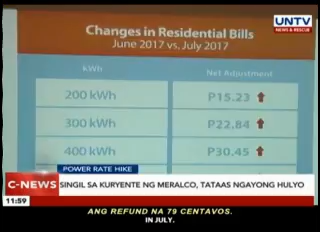 UNTV
NEWS & RESCUE
Changes in Residential Bills
June 2017 vs. July 2017
kWh Net Adjustment
200 kWh P15.23
300 kWh P22.84
400 kWh P30.45
POWER RATE HIKE
C-NEWS SINGIL SA KURYENTE NG MERALCO, TATAAS NGAYONG HULYO
11:59
ANG REFUND NA 79 CENTAVOS.
IN JULY.